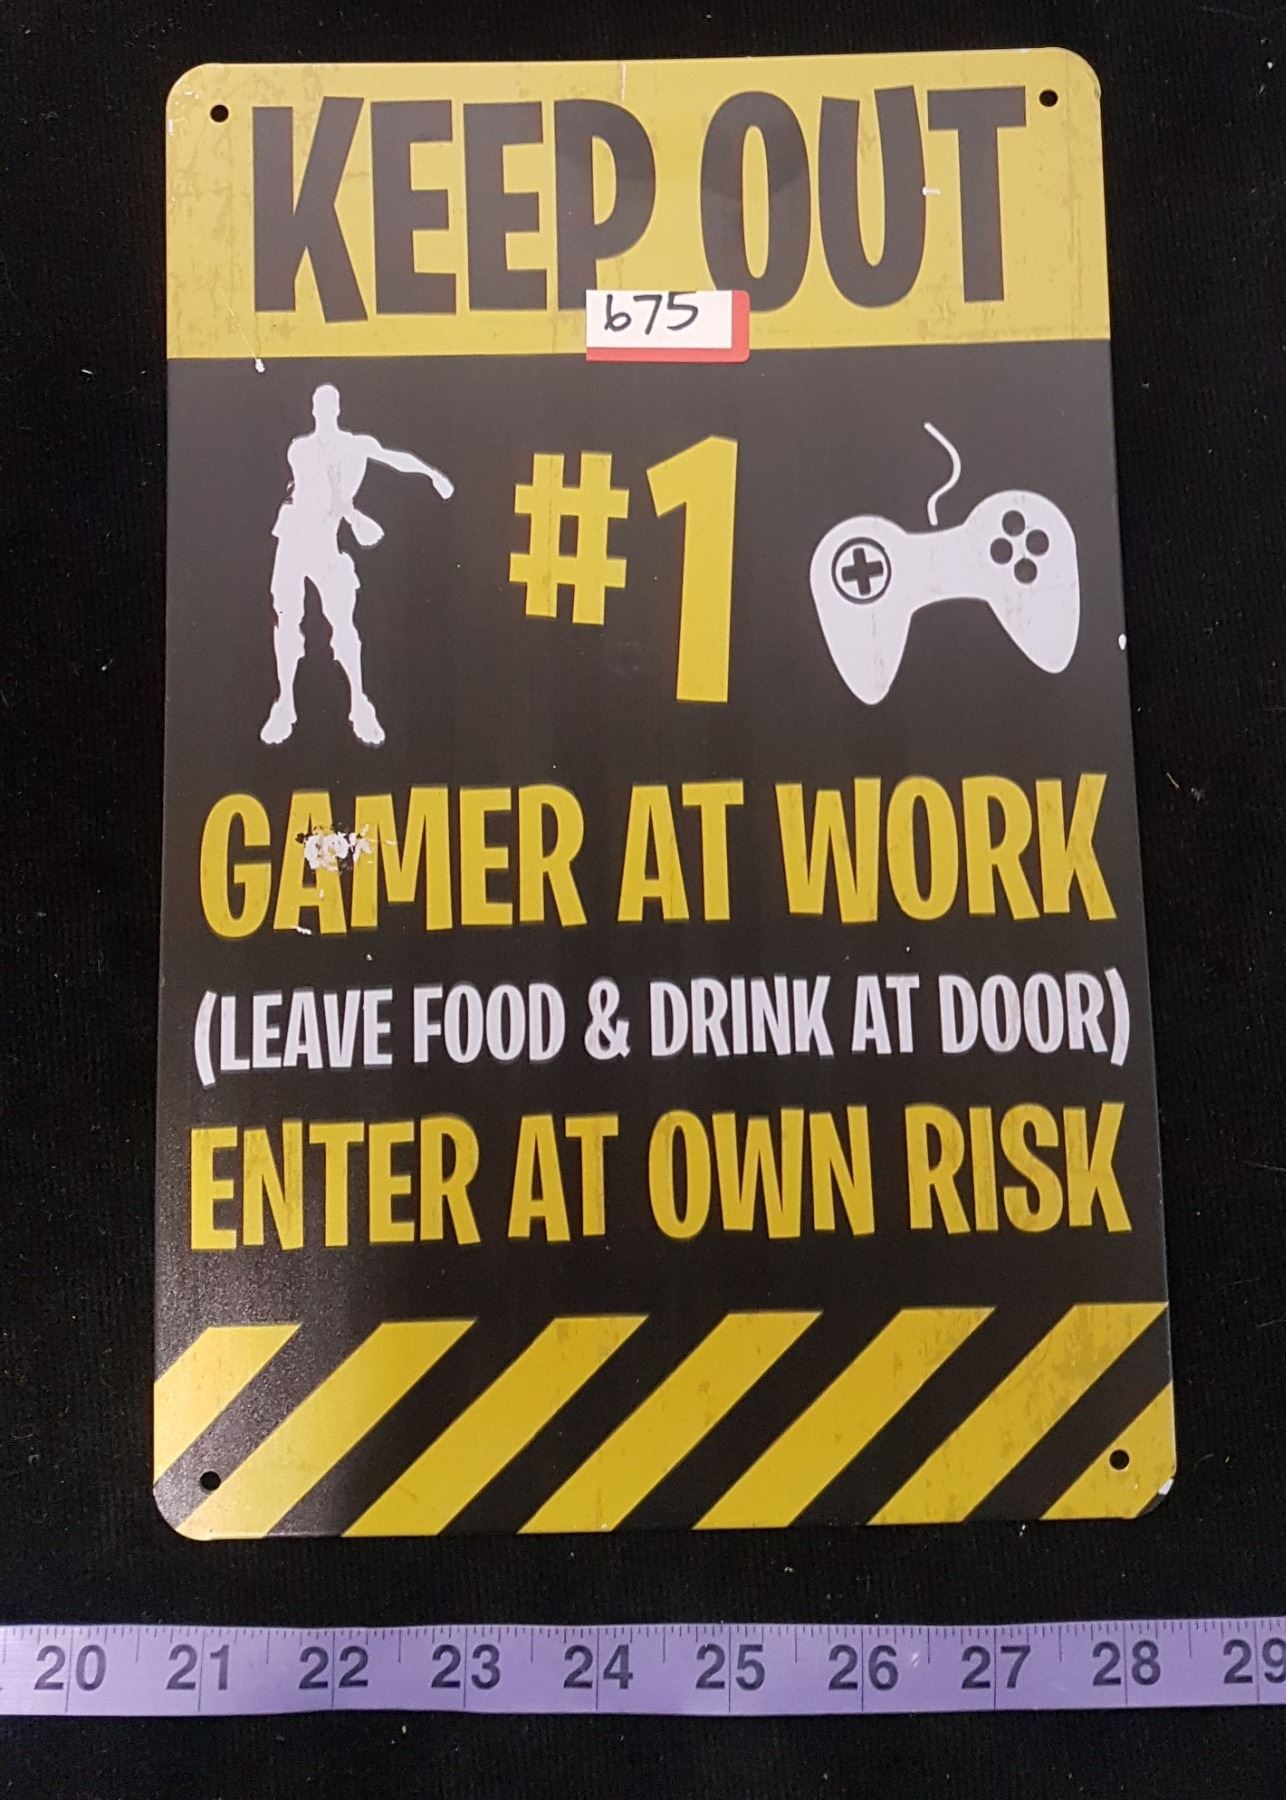 KEEP OUT
675
#1
GAMER AT WORK
(LEAVE FOOD & DRINK AT DOOR)
ENTER AT OWN RISK
20 21 22 23 24 25 26 27 28 29